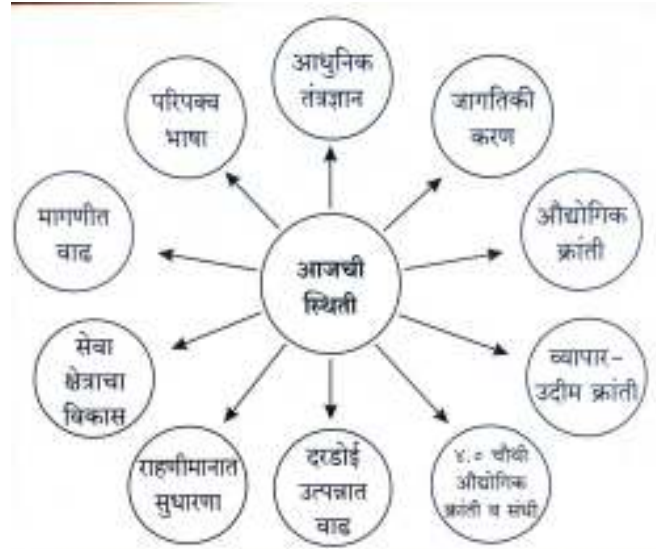 आधुनिक
तंत्रज्ञान
जागतिकी
करण
औद्योगिक
क्रांती
व्यापार-
उदीम क्रांती
४.० चौथी
औद्योगिक
क्रांती व संधी
दरडोई
उत्पन्नात
वाढ
राहणीमानात
सुधारणा
सेवा
क्षेत्राचा
विकास
मागणीत
वाढ
परिपक्व
भाषा
आजची
स्थिती